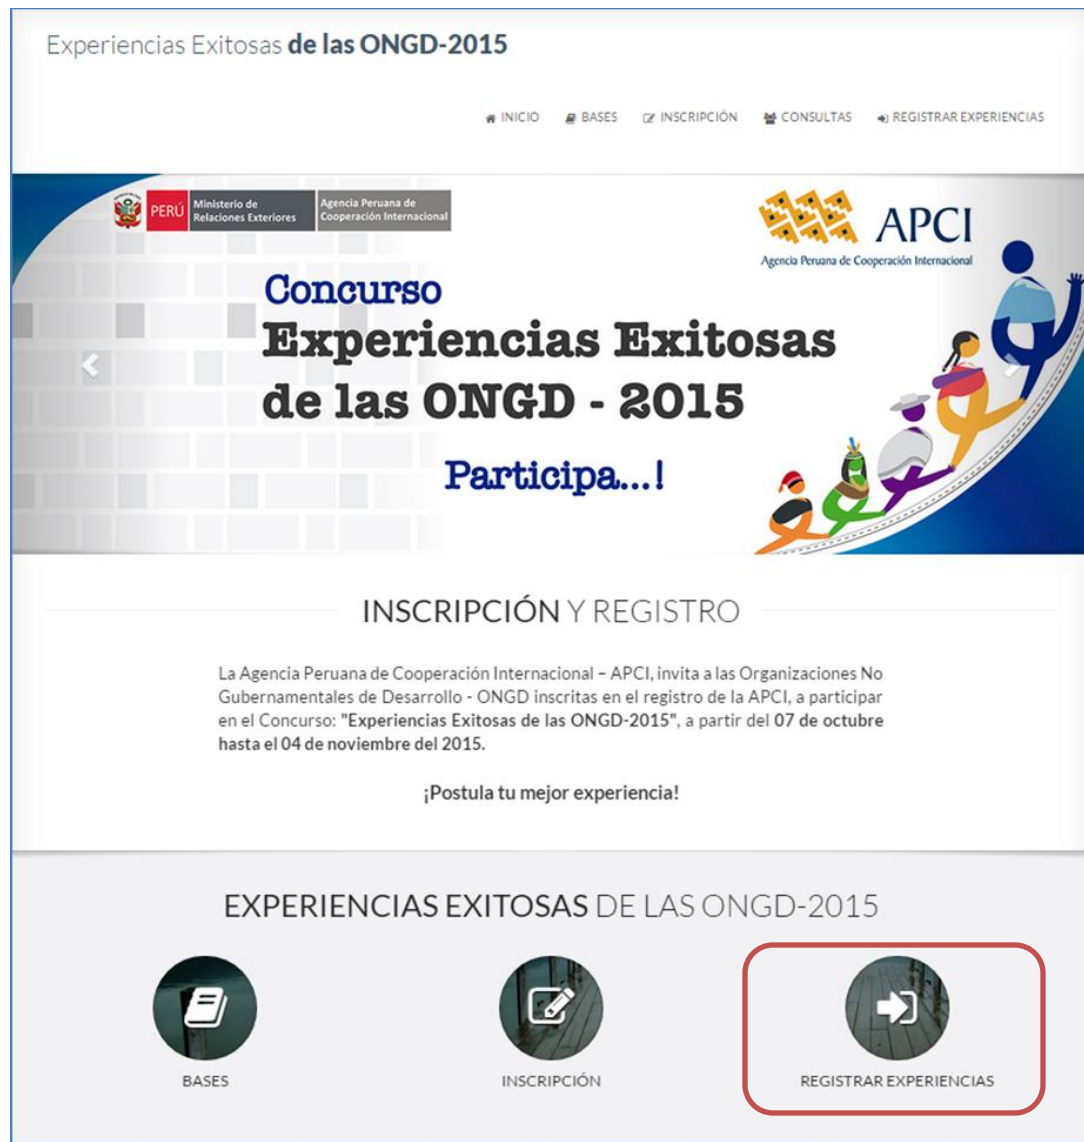 Experiencias Exitosas de las ONGD-2015
INICIO BASES INSCRIPCIÓN CONSULTAS REGISTRAR EXPERIENCIAS
PERÚ
Ministerio de
Relaciones Exteriores
Agencia Peruana de
Cooperación Internacional
APCI
Agencia Peruana de Cooperación Internacional
Concurso
Experiencias Exitosas
de las ONGD - 2015
Participa...!
INSCRIPCIÓN Y REGISTRO
La Agencia Peruana de Cooperación Internacional – APCI, invita a las Organizaciones No
Gubernamentales de Desarrollo - ONGD inscritas en el registro de la APCI, a participar
en el Concurso: "Experiencias Exitosas de las ONGD-2015", a partir del 07 de octubre
hasta el 04 de noviembre del 2015.
¡Postula tu mejor experiencia!
EXPERIENCIAS EXITOSAS DE LAS ONGD-2015
BASES
INSCRIPCIÓN
REGISTRAR EXPERIENCIAS